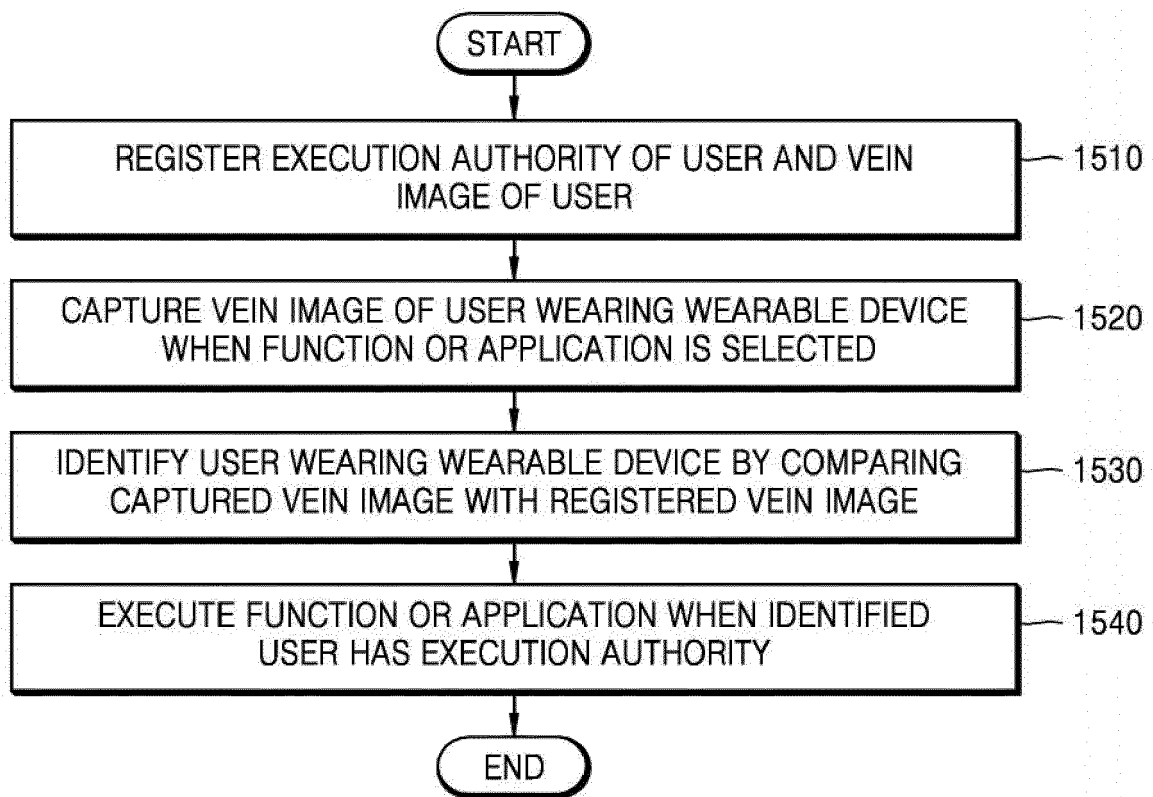 START
REGISTER EXECUTION AUTHORITY OF USER AND VEIN
IMAGE OF USER
1510
CAPTURE VEIN IMAGE OF USER WEARING WEARABLE DEVICE
WHEN FUNCTION OR APPLICATION IS SELECTED
1520
IDENTIFY USER WEARING WEARABLE DEVICE BY COMPARING
CAPTURED VEIN IMAGE WITH REGISTERED VEIN IMAGE
1530
EXECUTE FUNCTION OR APPLICATION WHEN IDENTIFIED
USER HAS EXECUTION AUTHORITY
1540
END